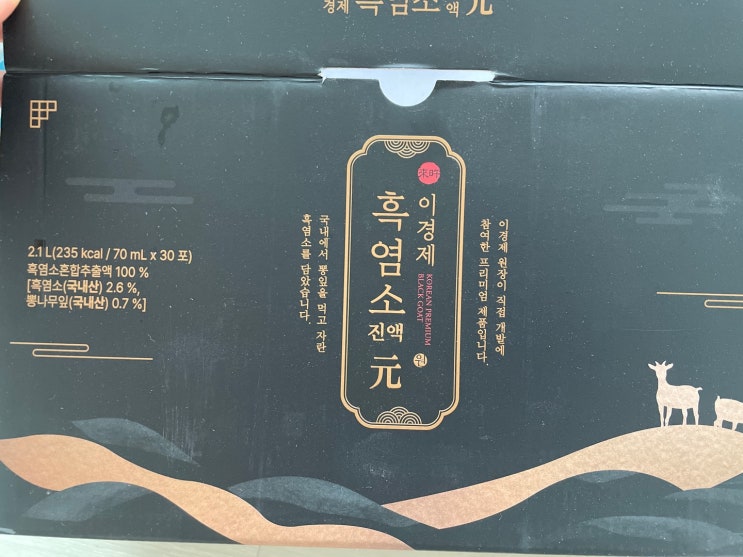 경제 흑염소 액 元
2.1 L(235 kcal / 70 mL x 30 포)
흑염소혼합추출액 100 %
[흑염소(국내산) 2.6 %,
뽕나무잎(국내산) 0.7 %]
국내에서 뽕잎을 먹고 자란
흑염소를 담았습니다.
이경제
흑염소
진액
元
원
KOREAN PREMIUM
BLACK GOAT
이경제 원장이 직접 개발에
참여한 프리미엄 제품입니다.